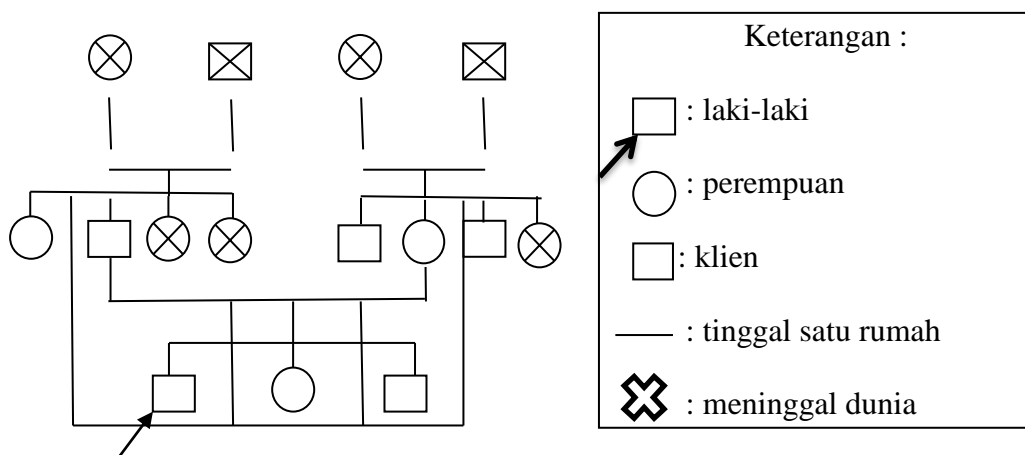 Keterangan :
: laki-laki
: perempuan
: klien
: tinggal satu rumah
: meninggal dunia